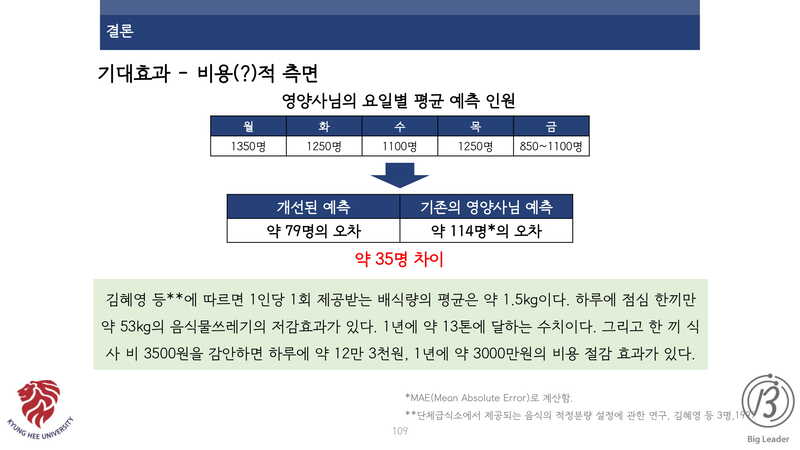 결론
기대효과 - 비용(?)적 측면
영양사님의 요일별 평균 예측 인원
월 화 수 목 금
1350명 1250명 1100명 1250명 850~1100명
개선된 예측 기존의 영양사님 예측
약 79명의 오차 약 114명*의 오차
약 35명 차이
김혜영 등**에 따르면 1인당 1회 제공받는 배식량의 평균은 약 1.5kg이다. 하루에 점심 한끼만
약 53kg의 음식물쓰레기의 저감효과가 있다. 1년에 약 13톤에 달하는 수치이다. 그리고 한 끼 식
사 비 3500원을 감안하면 하루에 약 12만 3천원, 1년에 약 3000만원의 비용 절감 효과가 있다.
*MAE(Mean Absolute Error)로 계산함.
**단체급식소에서 제공되는 음식의 적정분량 설정에 관한 연구, 김혜영 등 3명,
109
KYUNG HEE UNIVERSITY
Big Leader